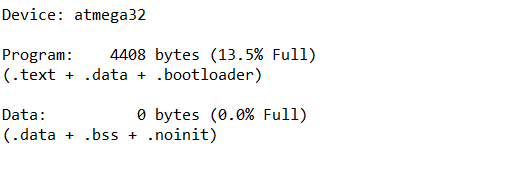 Device: atmega32
Program:    4408 bytes (13.5% Full)
(.text + .data + .bootloader)
Data:          0 bytes (0.0% Full)
(.data + .bss + .noinit)